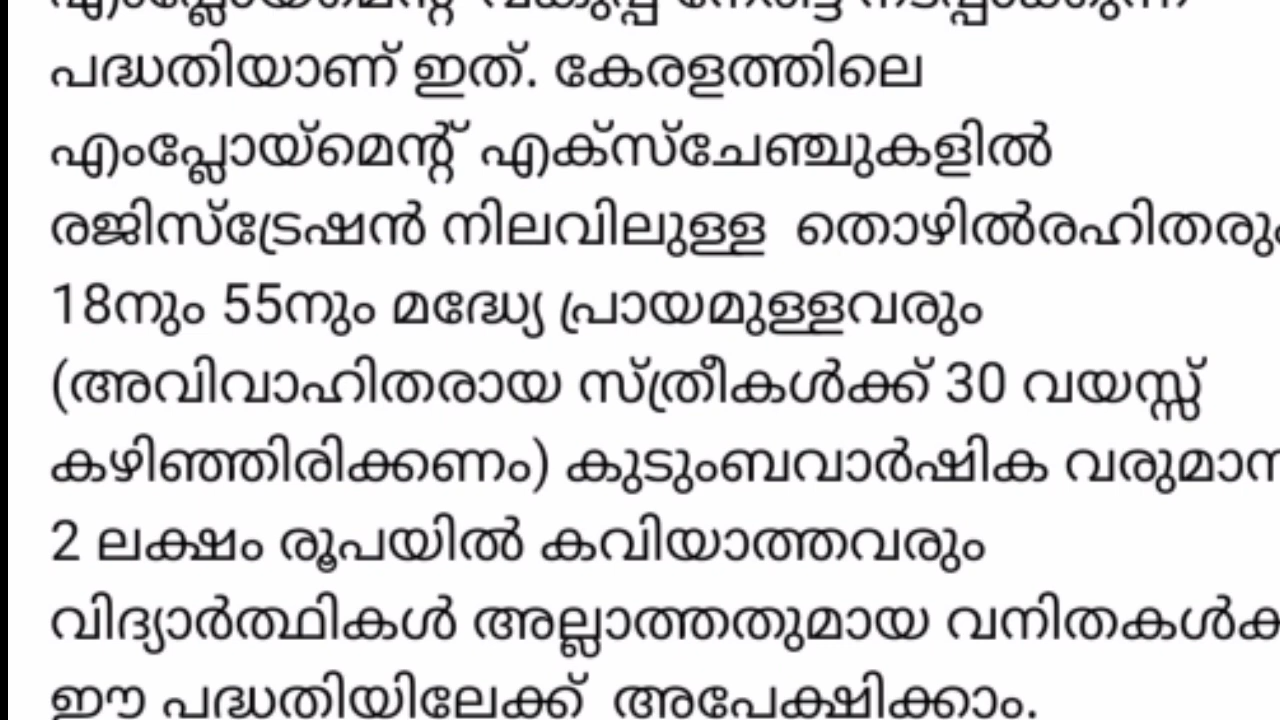 എംപ്ലോയ്മെന്റ് വകുപ്പ് നേരിട്ട് നടപ്പാക്കുന്ന
പദ്ധതിയാണ് ഇത്. കേരളത്തിലെ
എംപ്ലോയ്മെന്റ് എക്സ്ചേഞ്ചുകളിൽ
രജിസ്ട്രേഷൻ നിലവിലുള്ള തൊഴിൽരഹിതരും
18നും 55നും മദ്ധ്യേ പ്രായമുള്ളവരും
(അവിവാഹിതരായ സ്ത്രീകൾക്ക് 30 വയസ്സ്
കഴിഞ്ഞിരിക്കണം) കുടുംബവാർഷിക വരുമാന
2 ലക്ഷം രൂപയിൽ കവിയാത്തവരും
വിദ്യാർത്ഥികൾ അല്ലാത്തതുമായ വനിതകൾക
ഈ പദ്ധതിയിലേക്ക് അപേക്ഷിക്കാം.